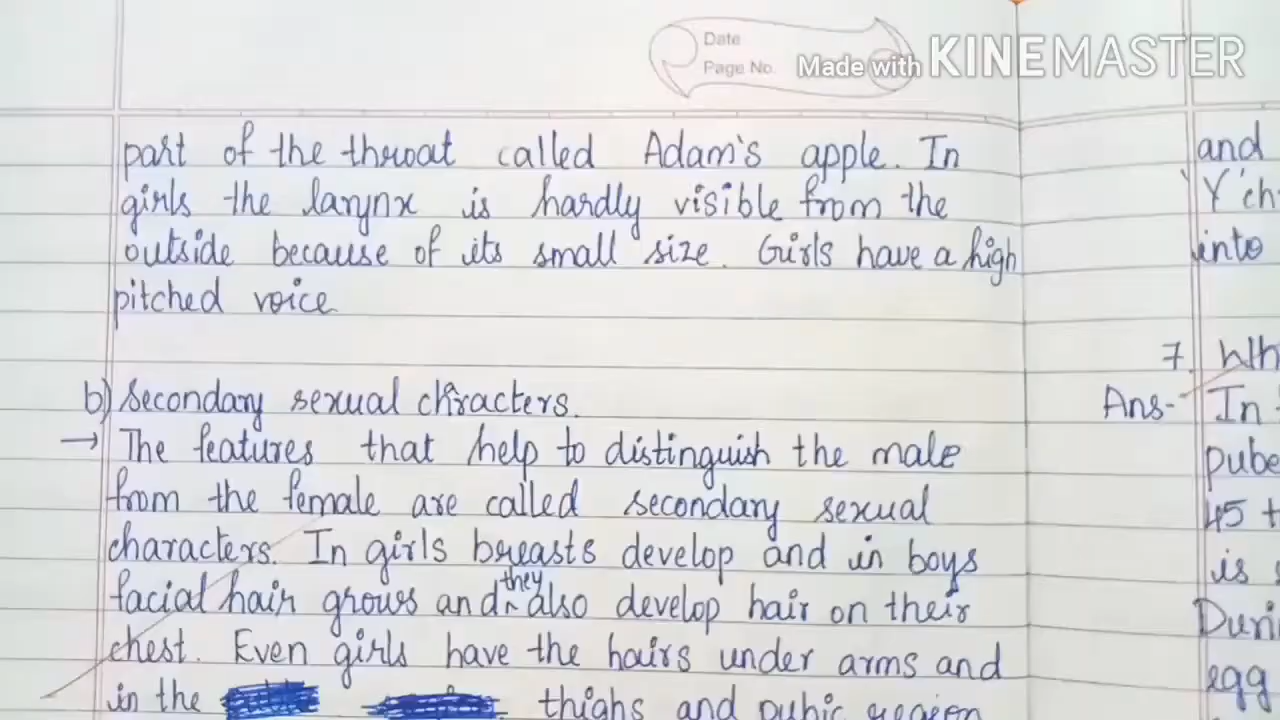 Date
Page No.
Made with KINEMASTER
part of the throat called Adam's apple. In
girls the larynx is hardly visible from the
outside because of its small size. Girls have a high
pitched voice
b) Secondary sexual chracters.
→ The features that help to distinguish the male
from the female are called secondary sexual
characters. In girls breasts develop and in boys
facial hair grows and they also develop hair on their
chest. Even girls have the hairs under arms and
in the thighs and pubic
and
Y'ch
into
7. Wh
Ans- In
pube
45 t
is
Duri
egg